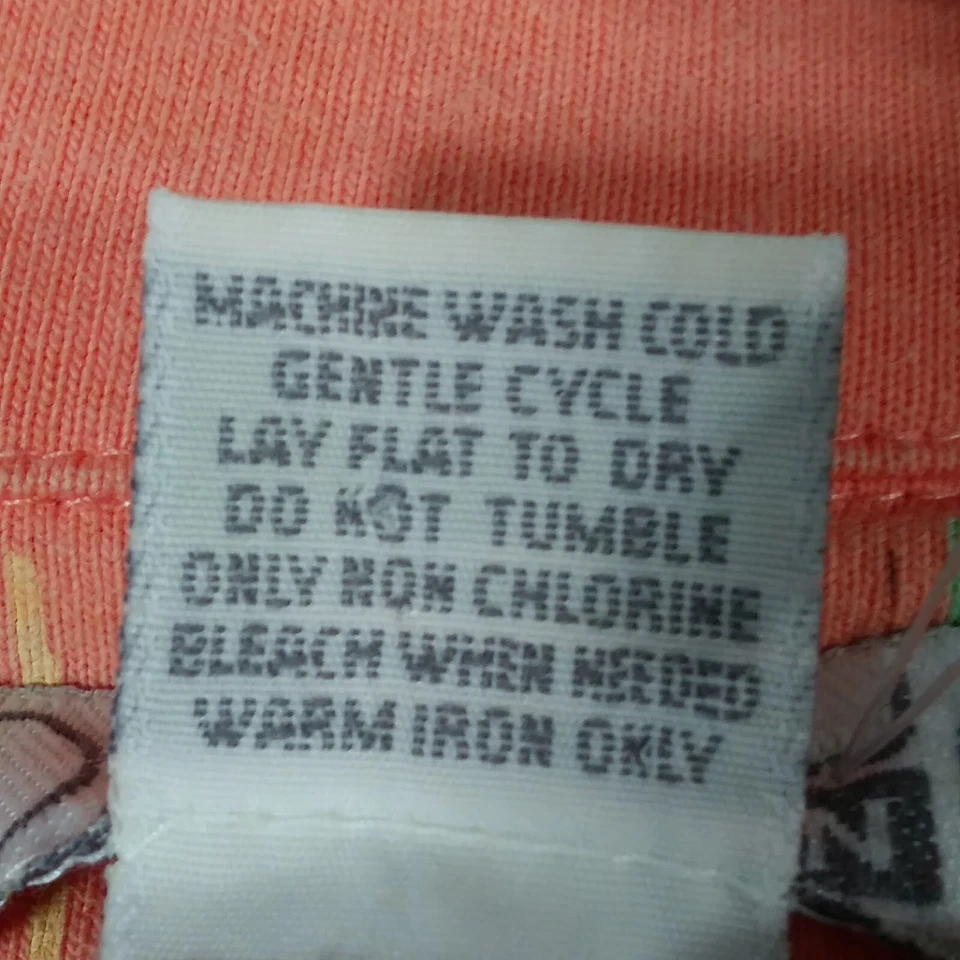 MACHINE WASH COLD
GENTLE CYCLE
LAY FLAT TO DRY
DO NOT TUMBLE
ONLY NON CHLORINE
BLEACH WHEN NEEDED
WARM IRON ONLY